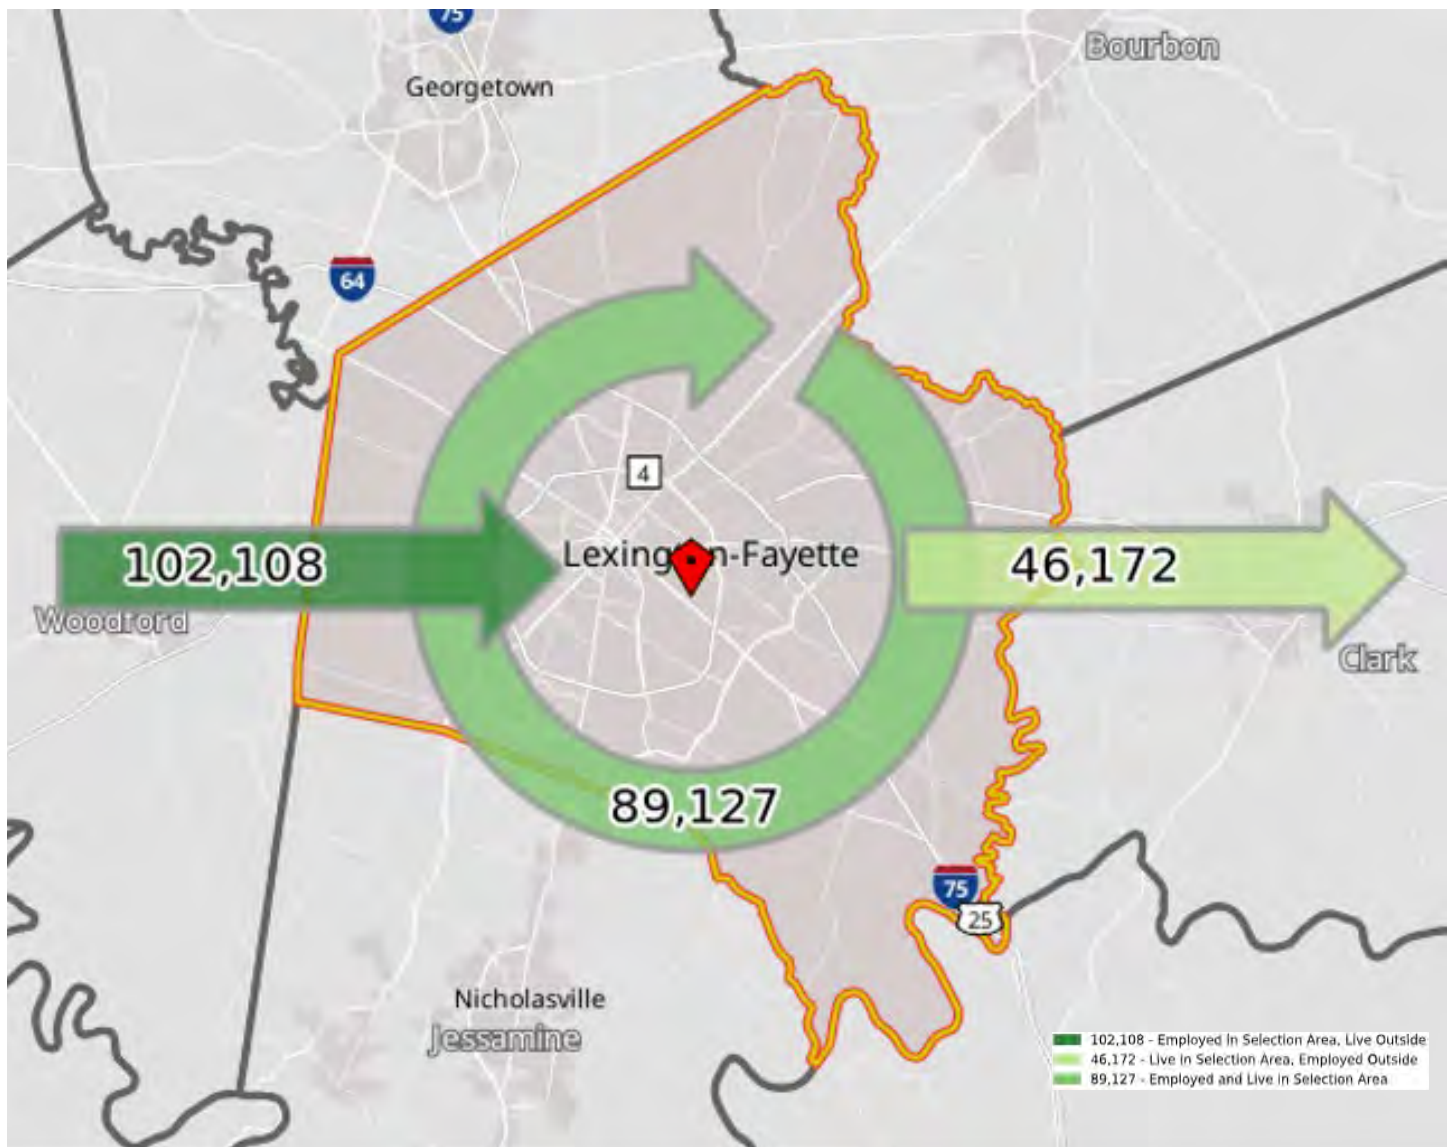 75
Bourbon
Georgetown
64
4
Lexington-Fayette
102,108
46,172
Woodford
Clark
89,127
75
25
Nicholasville
Jessamine
102,108 - Employed in Selection Area, Live Outside
46,172 - Live in Selection Area, Employed Outside
89,127 - Employed and Live in Selection Area